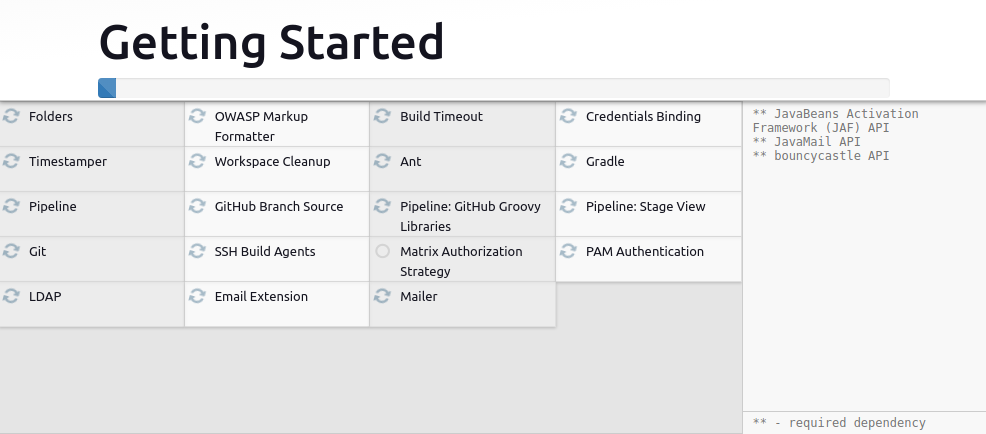 Getting Started
Folders
OWASP Markup
Formatter
Build Timeout
Credentials Binding
Timestamper
Workspace Cleanup
Ant
Gradle
Pipeline
GitHub Branch Source
Pipeline: GitHub Groovy
Libraries
Pipeline: Stage View
Git
SSH Build Agents
Matrix Authorization
Strategy
PAM Authentication
LDAP
Email Extension
Mailer
** JavaBeans Activation
Framework (JAF) API
** JavaMail API
** bouncycastle API
** - required dependency